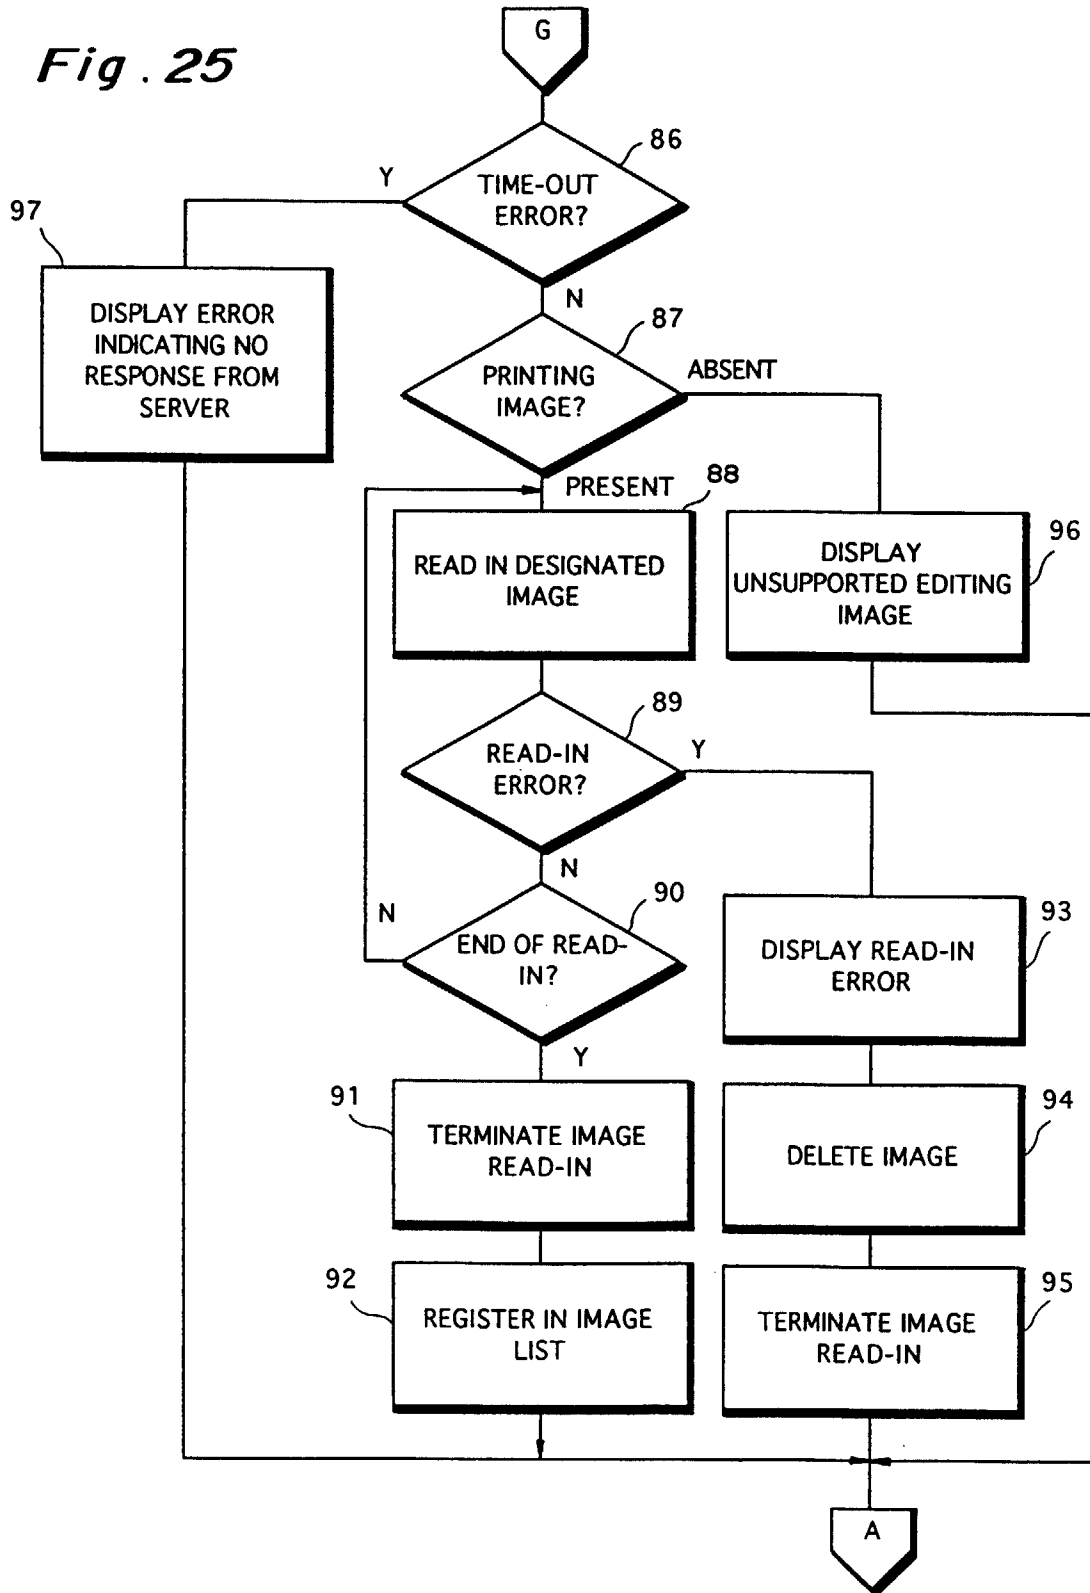 Fig. 25
G
86
TIME-OUT
ERROR?
Y
N
97
DISPLAY ERROR
INDICATING NO
RESPONSE FROM
SERVER
87
PRINTING
IMAGE?
ABSENT
PRESENT
88
READ IN DESIGNATED
IMAGE
96
DISPLAY
UNSUPPORTED EDITING
IMAGE
89
READ-IN
ERROR?
Y
N
90
END OF READ-
IN?
N
Y
93
DISPLAY READ-IN
ERROR
91
TERMINATE IMAGE
READ-IN
94
DELETE IMAGE
92
REGISTER IN IMAGE
LIST
95
TERMINATE IMAGE
READ-IN
A